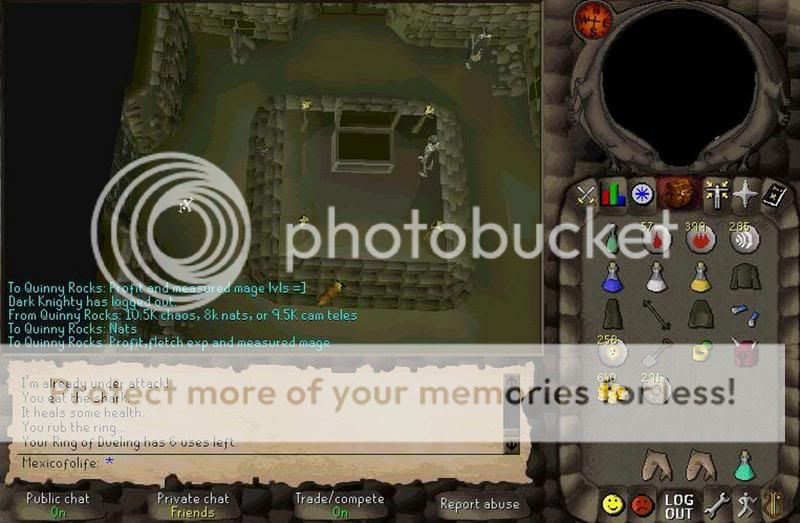 photobucket
To Quinny Rocks: Profit and measured mage lvls =]
Dark Knighty has logged out.
From Quinny Rocks: 10.5K chaos, 8k nats, or 9.5K cam teles
To Quinny Rocks: Nats
To Quinny Rocks: Profit,fletch exp and measured mage
Protect more of your memories for less!
I'm already under attack!
You eat the shark.
It heals some health.
You rub the ring...
Your Ring of Dueling has 6 uses left.
Mexicofolife: *
Public chat
On
Private chat
Friends
Trade/compete
On
Report abuse
LOG
OUT
N
W E
S
285
258
640
291